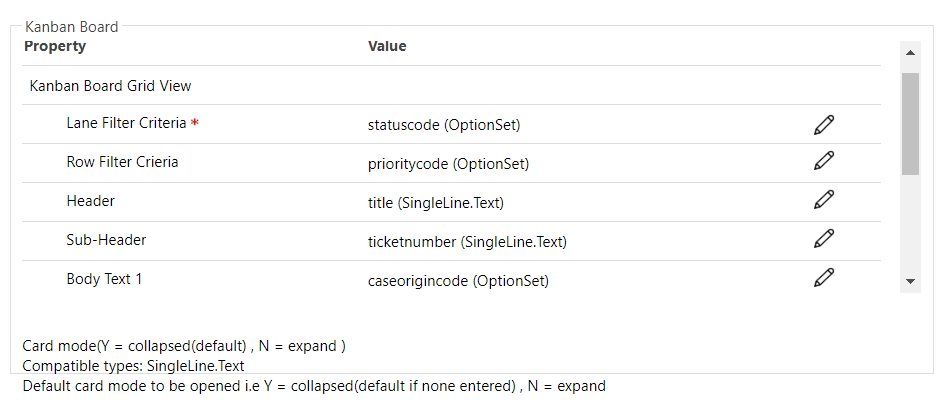 Kanban Board
Property Value
Kanban Board Grid View
Lane Filter Criteria * statuscode (OptionSet)
Row Filter Crieria prioritycode (OptionSet)
Header title (SingleLine.Text)
Sub-Header ticketnumber (SingleLine.Text)
Body Text 1 caseorigincode (OptionSet)
Card mode(Y = collapsed(default) , N = expand )
Compatible types: SingleLine.Text
Default card mode to be opened i.e Y = collapsed(default if none entered) , N = expand